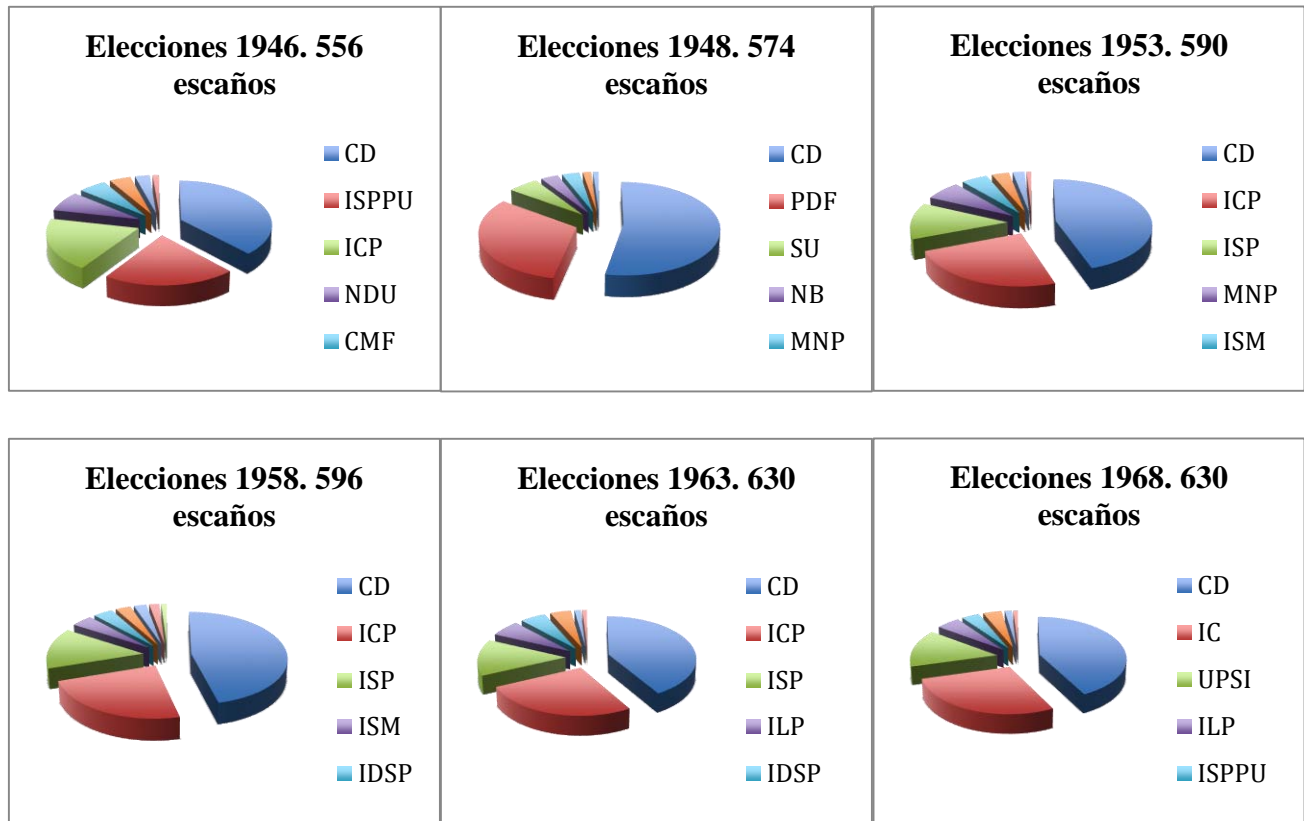 Elecciones 1946. 556
escaños
CD
ISPPU
ICP
NDU
CMF
Elecciones 1948. 574
escaños
CD
PDF
SU
NB
MNP
Elecciones 1953. 590
escaños
CD
ICP
ISP
MNP
ISM
Elecciones 1958. 596
escaños
CD
ICP
ISP
ISM
IDSP
Elecciones 1963. 630
escaños
CD
ICP
ISP
ILP
IDSP
Elecciones 1968. 630
escaños
CD
IC
UPSI
ILP
ISPPU